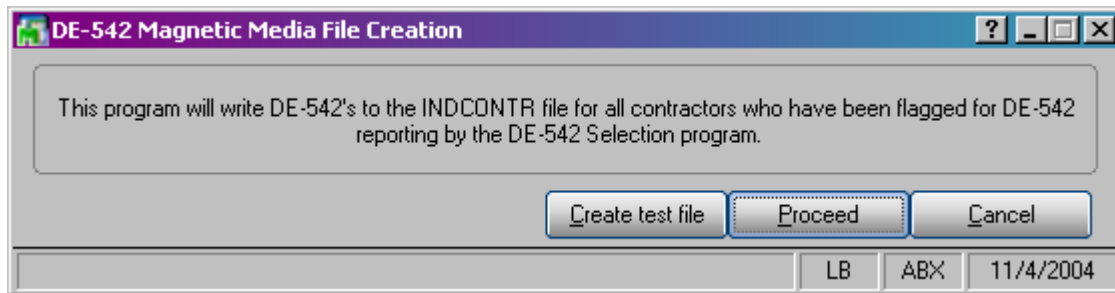 DE-542 Magnetic Media File Creation
This program will write DE-542's to the INDCONTR file for all contractors who have been flagged for DE-542
reporting by the DE-542 Selection program.
Create test file Proceed Cancel
LB ABX 11/4/2004